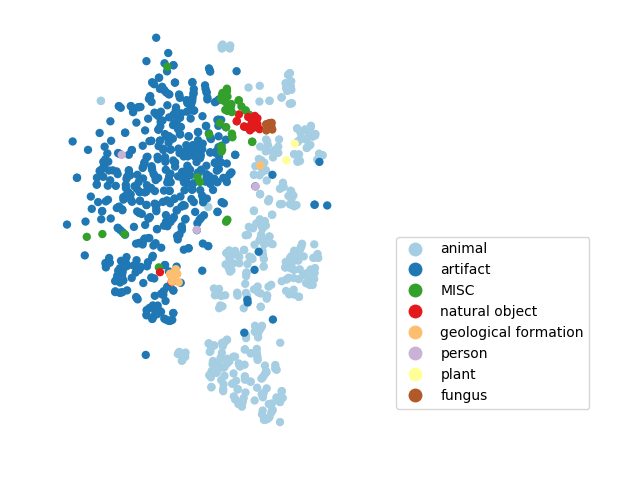 animal
artifact
MISC
natural object
geological formation
person
plant
fungus